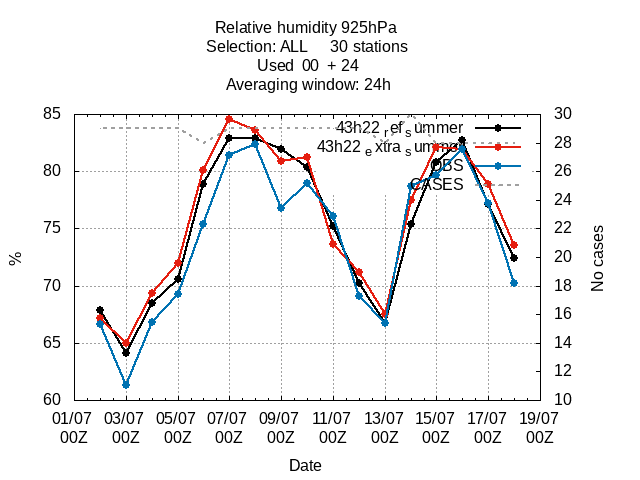 Relative humidity 925hPa
Selection: ALL 30 stations
Used 00 + 24
Averaging window: 24h
85 30
43h22 ref summer
28
43h22 extra summer
80 26
OBS
CASES
24
75 22
% 20 No cases
70 18
16
65 14
12
60 10
01/07 03/07 05/07 07/07 09/07 11/07 13/07 15/07 17/07 19/07
00Z 00Z 00Z 00Z 00Z 00Z 00Z 00Z 00Z 00Z
Date